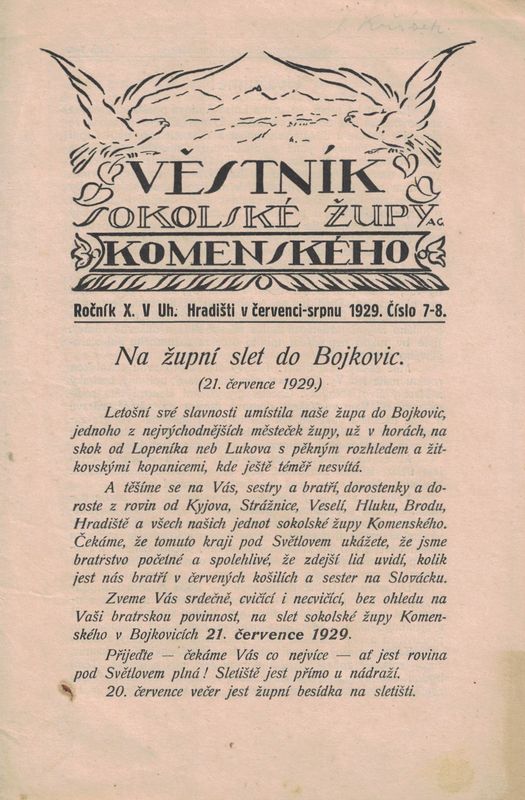 VĚSTNÍK
SOKOLSKÉ ŽUPY
KOMENSKÉHO
Ročník X. V Uh. Hradišti v červenci-srpnu 1929. Číslo 7-8.
Na župní slet do Bojkovic.
(21. července 1929.)
Letošní své slavnosti umístila naše župa do Bojkovic,
jednoho z nejvýchodnějších městeček župy, už v horách, na
skok od Lopeníka neb Lukova s pěkným rozhledem a žít-
kovskými kopanicemi, kde ještě téměř nesvítá.
A těšíme se na Vás, sestry a bratří, dorostenky a do-
roste z rovin od Kyjova, Strážnice, Veselí, Hluku, Brodu,
Hradiště a všech našich jednot sokolské župy Komenského.
Čekáme, že tomuto kraji pod Světlovem ukážete, že jsme
bratrstvo početné a spolehlivé, že zdejší lid uvidí, kolik
jest nás bratří v červených košilích a sester na Slovácku.
Zveme Vás srdečně, cvičící i necvičící, bez ohledu na
Vaši bratrskou povinnost, na slet sokolské župy Komen-
ského v Bojkovicích 21. července 1929.
Přijeďte — čekáme Vás co nejvíce — ať jest rovina
pod Světlovem plná! Sletiště jest přímo u nádraží.
20. července večer jest župní besídka na sletišti.